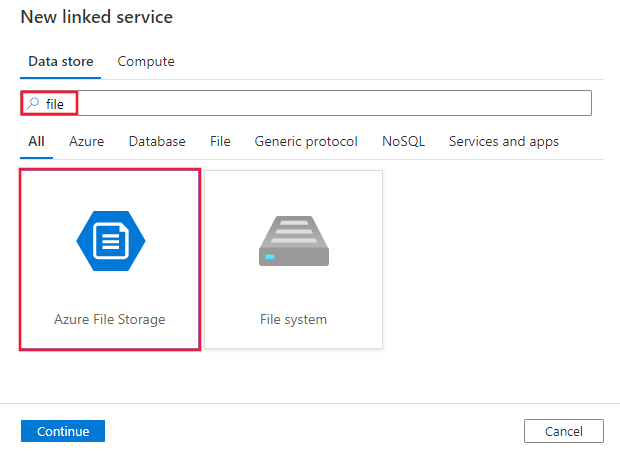 New linked service
Data store Compute
file
All Azure Database File Generic protocol NoSQL Services and apps
Azure File Storage File system
Continue Cancel